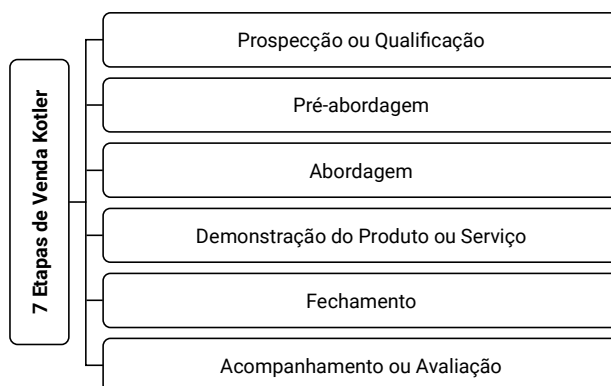 7 Etapas de Venda Kotler
Prospecção ou Qualificação
Pré-abordagem
Abordagem
Demonstração do Produto ou Serviço
Fechamento
Acompanhamento ou Avaliação